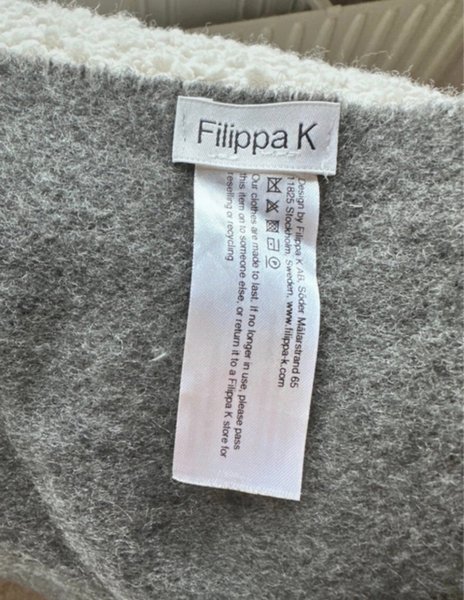 Filippa K
Design by Filippa K AB, Söder Mälarstrand 65
11825 Stockholm, Sweden, www.filippa-k.com
Our clothes are made to last. If no longer in use, please pass
this item on to someone else, or return it to a Filippa K store for
reselling or recycling.